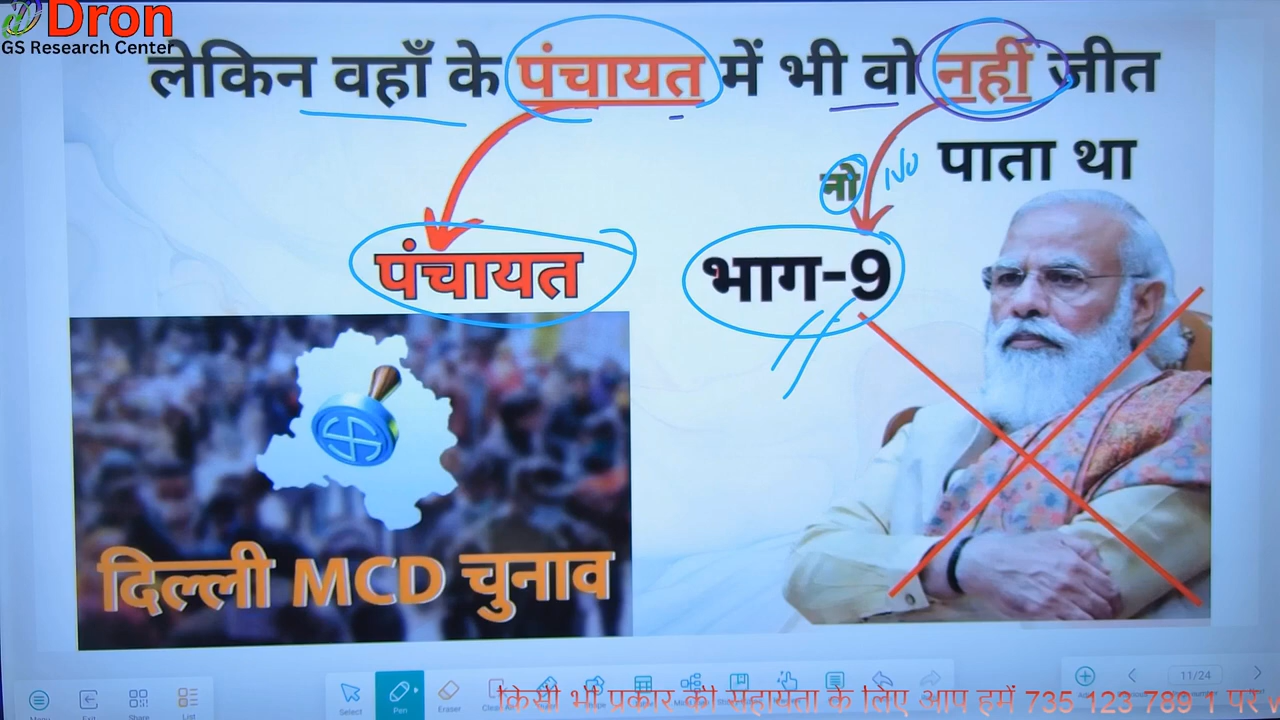 Dron
GS Research Center
लेकिन वहाँ के पंचायत में भी वो नहीं जीत
पाता था
नो
No
पंचायत
भाग-9
दिल्ली MCD चुनाव
Select
Pen
Eraser
11/24
Share
किसी भी प्रकार की सहायता के लिए आप हमें 735 123 789 1 पर